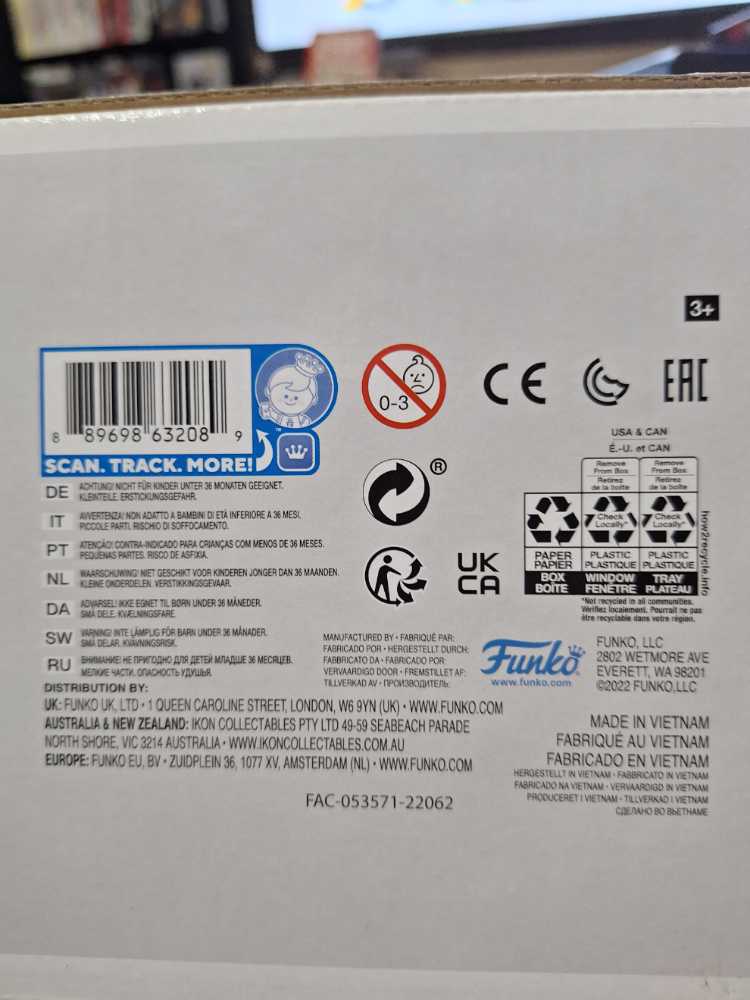 3+
8 89698 63208 9
™
SCAN. TRACK. MORE!
0-3
CE
EAC
®
UK
CA
USA & CAN
É.-U. et CAN
Remove From Box
Retirez de la boîte
Remove From Box
Retirez de la boîte
Check Locally*
Check Locally*
PAPER
PAPIER
BOX
BOÎTE
PLASTIC
PLASTIQUE
WINDOW
FENÊTRE
PLASTIC
PLASTIQUE
TRAY
PLATEAU
how2recycle.info
*Not recycled in all communities.
Vérifiez localement. Pourrait ne pas
être recyclable dans votre région.
DE ACHTUNG! NICHT FÜR KINDER UNTER 36 MONATEN GEEIGNET.
KLEINTEILE. ERSTICKUNGSGEFAHR.
IT AVVERTENZA! NON ADATTO A BAMBINI DI ETÀ INFERIORE A 36 MESI.
PICCOLE PARTI. RISCHIO DI SOFFOCAMENTO.
PT ATENÇÃO! CONTRA-INDICADO PARA CRIANÇAS COM MENOS DE 36 MESES.
PEQUENAS PARTES. RISCO DE ASFIXIA.
NL WAARSCHUWING! NIET GESCHIKT VOOR KINDEREN JONGER DAN 36 MAANDEN.
KLEINE ONDERDELEN. VERSTIKKINGSGEVAAR.
DA ADVARSEL! IKKE EGNET TIL BØRN UNDER 36 MÅNEDER.
SMÅ DELE. KVÆLNINGSFARE.
SW VARNING! INTE LÄMPLIG FÖR BARN UNDER 36 MÅNADER.
SMÅ DELAR. KVÄVNINGSRISK.
RU ВНИМАНИЕ! НЕ ПРИГОДНО ДЛЯ ДЕТЕЙ МЛАДШЕ 36 МЕСЯЦЕВ.
МЕЛКИЕ ЧАСТИ. ОПАСНОСТЬ УДУШЬЯ.
MANUFACTURED BY • FABRIQUÉ PAR:
FABRICADO POR • HERGESTELLT DURCH:
FABBRICATO DA • FABRICADO POR:
VERVAARDIGD DOOR • FREMSTILLET AF:
TILLVERKAD AV • ПРОИЗВОДИТЕЛЬ:
Funko
www.funko.com
FUNKO, LLC
2802 WETMORE AVE
EVERETT, WA 98201
©2022 FUNKO,LLC
DISTRIBUTION BY:
UK: FUNKO UK, LTD • 1 QUEEN CAROLINE STREET, LONDON, W6 9YN (UK) • WWW.FUNKO.COM
AUSTRALIA & NEW ZEALAND: IKON COLLECTABLES PTY LTD 49-59 SEABEACH PARADE
NORTH SHORE, VIC 3214 AUSTRALIA • WWW.IKONCOLLECTABLES.COM.AU
EUROPE: FUNKO EU, BV • ZUIDPLEIN 36, 1077 XV, AMSTERDAM (NL) • WWW.FUNKO.COM
MADE IN VIETNAM
FABRIQUÉ AU VIETNAM
FABRICADO EN VIETNAM
HERGESTELLT IN VIETNAM • FABBRICATO IN VIETNAM
FABRICADO NA VIETNAM • VERVAARDIGD IN VIETNAM
PRODUCERET I VIETNAM • TILLVERKAD I VIETNAM
СДЕЛАНО ВО ВЬЕТНАМЕ
FAC-053571-22062